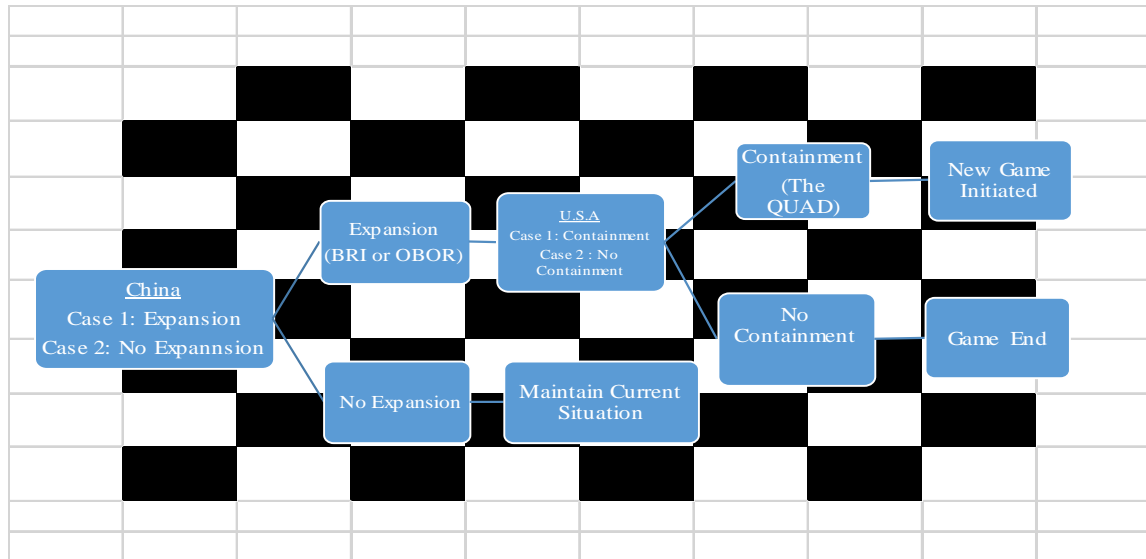 China
Case 1: Expansion
Case 2: No Expannsion
Expansion
(BRI or OBOR)
No Expansion
U.S.A
Case 1: Containment
Case 2 : No
Containment
Maintain Current
Situation
Containment
(The
QUAD)
No
Containment
New Game
Initiated
Game End